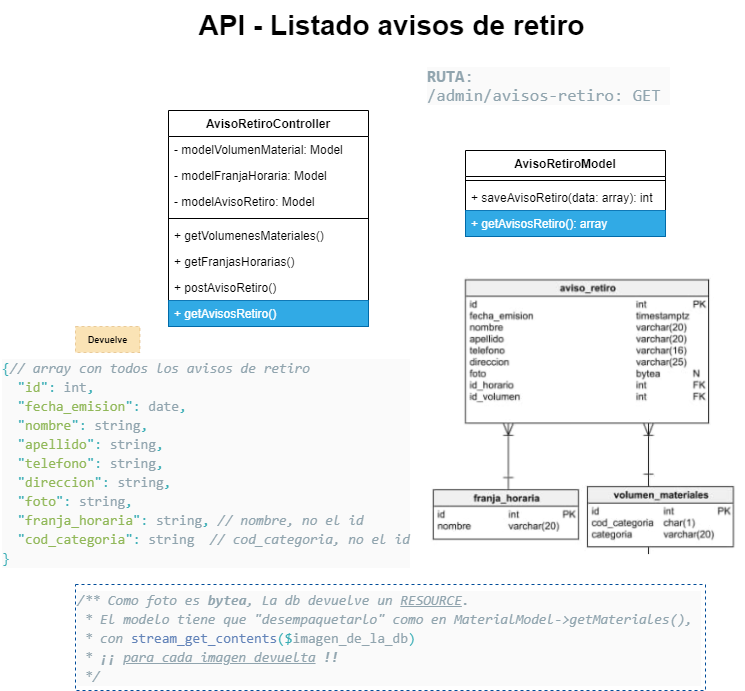 API - Listado avisos de retiro
RUTA:
/admin/avisos-retiro: GET
AvisoRetiroController
- modelVolumenMaterial: Model
- modelFranjaHoraria: Model
- modelAvisoRetiro: Model
+ getVolumenesMateriales()
+ getFranjasHorarias()
+ postAvisoRetiro()
+ getAvisosRetiro()
AvisoRetiroModel
+ saveAvisoRetiro(data: array): int
+ getAvisosRetiro(): array
aviso_retiro
id int PK
fecha_emision timestamptz
nombre varchar(20)
apellido varchar(20)
telefono varchar(16)
direccion varchar(25)
foto bytea N
id_horario int FK
id_volumen int FK
franja_horaria
id int PK
nombre varchar(20)
volumen_materiales
id int PK
cod_categoria char(1)
categoria varchar(20)
Devuelve
{// array con todos los avisos de retiro
"id": int,
"fecha_emision": date,
"nombre": string,
"apellido": string,
"telefono": string,
"direccion": string,
"foto": string,
"franja_horaria": string, // nombre, no el id
"cod_categoria": string // cod_categoria, no el id
}
/** Como foto es bytea, La db devuelve un RESOURCE.
* El modelo tiene que "desempaquetarlo" como en MaterialModel->getMateriales(),
* con stream_get_contents($imagen_de_la_db)
* ¡¡ para cada imagen devuelta !!
*/